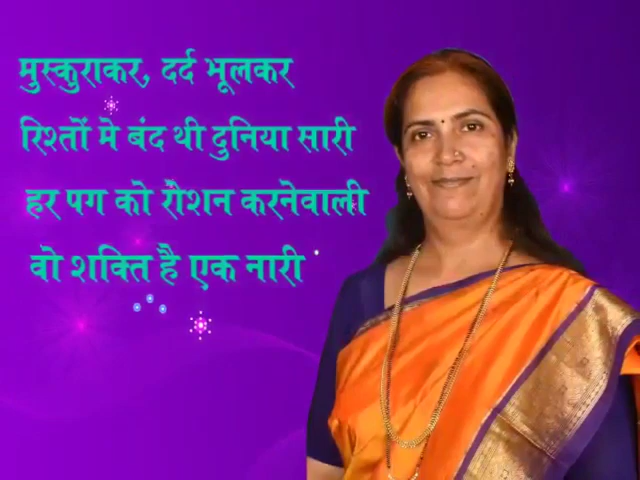 मुस्कुराकर, दर्द भूलकर
रिश्तों मे बंद थी दुनिया सारी
हर पग को रौशन करनेवाली
वो शक्ति है एक नारी